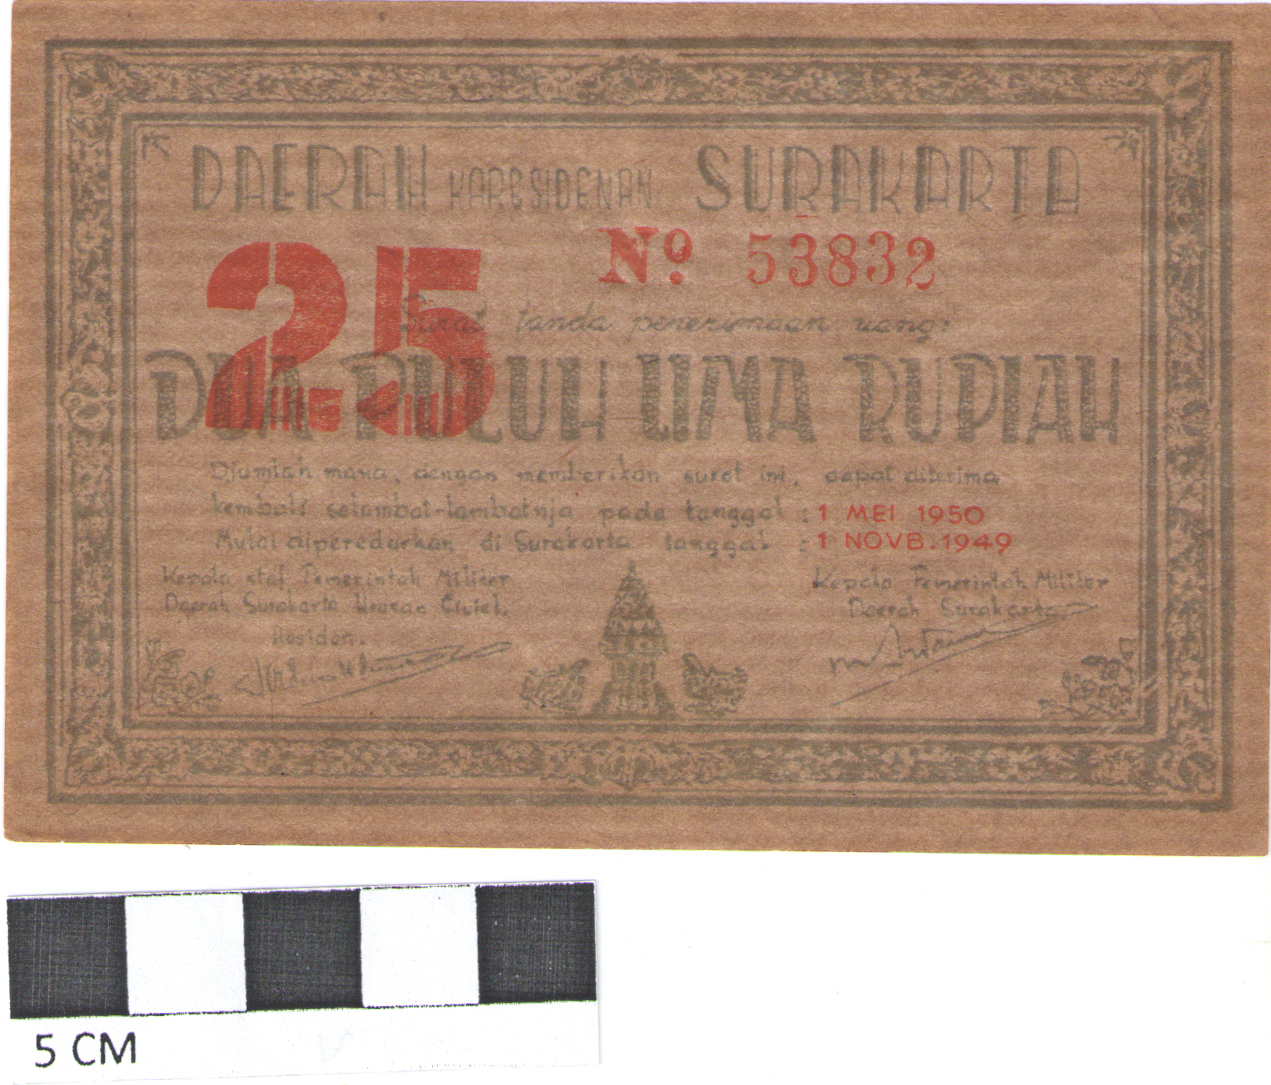 DAERAH KARESIDENAN SURAKARTA
25 No. 53832
Surat tanda penerimaan uang:
DUA PULUH LIMA RUPIAH
Djumlah mana, dengan memberikan surat ini, dapat diterima
kembali selambat-lambatnja pada tanggal : 1 MEI 1950
Mulai diperedarkan di Surakarta tanggal : 1 NOVB. 1949
Kepala staf Pemerintah Militer
Daerah Surakarta Urusan Civiel,
Residen.
Kepala Pemerintah Militer
Daerah Surakarta
5 CM